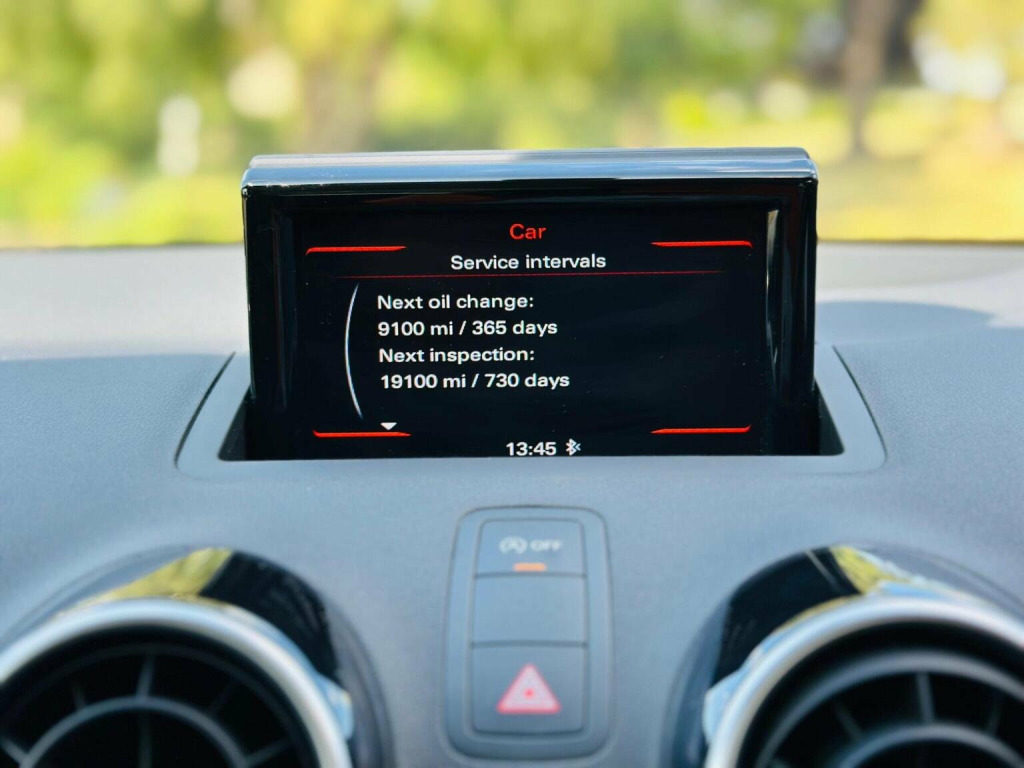 Car
Service intervals
Next oil change:
9100 mi / 365 days
Next inspection:
19100 mi / 730 days
13:45
OFF